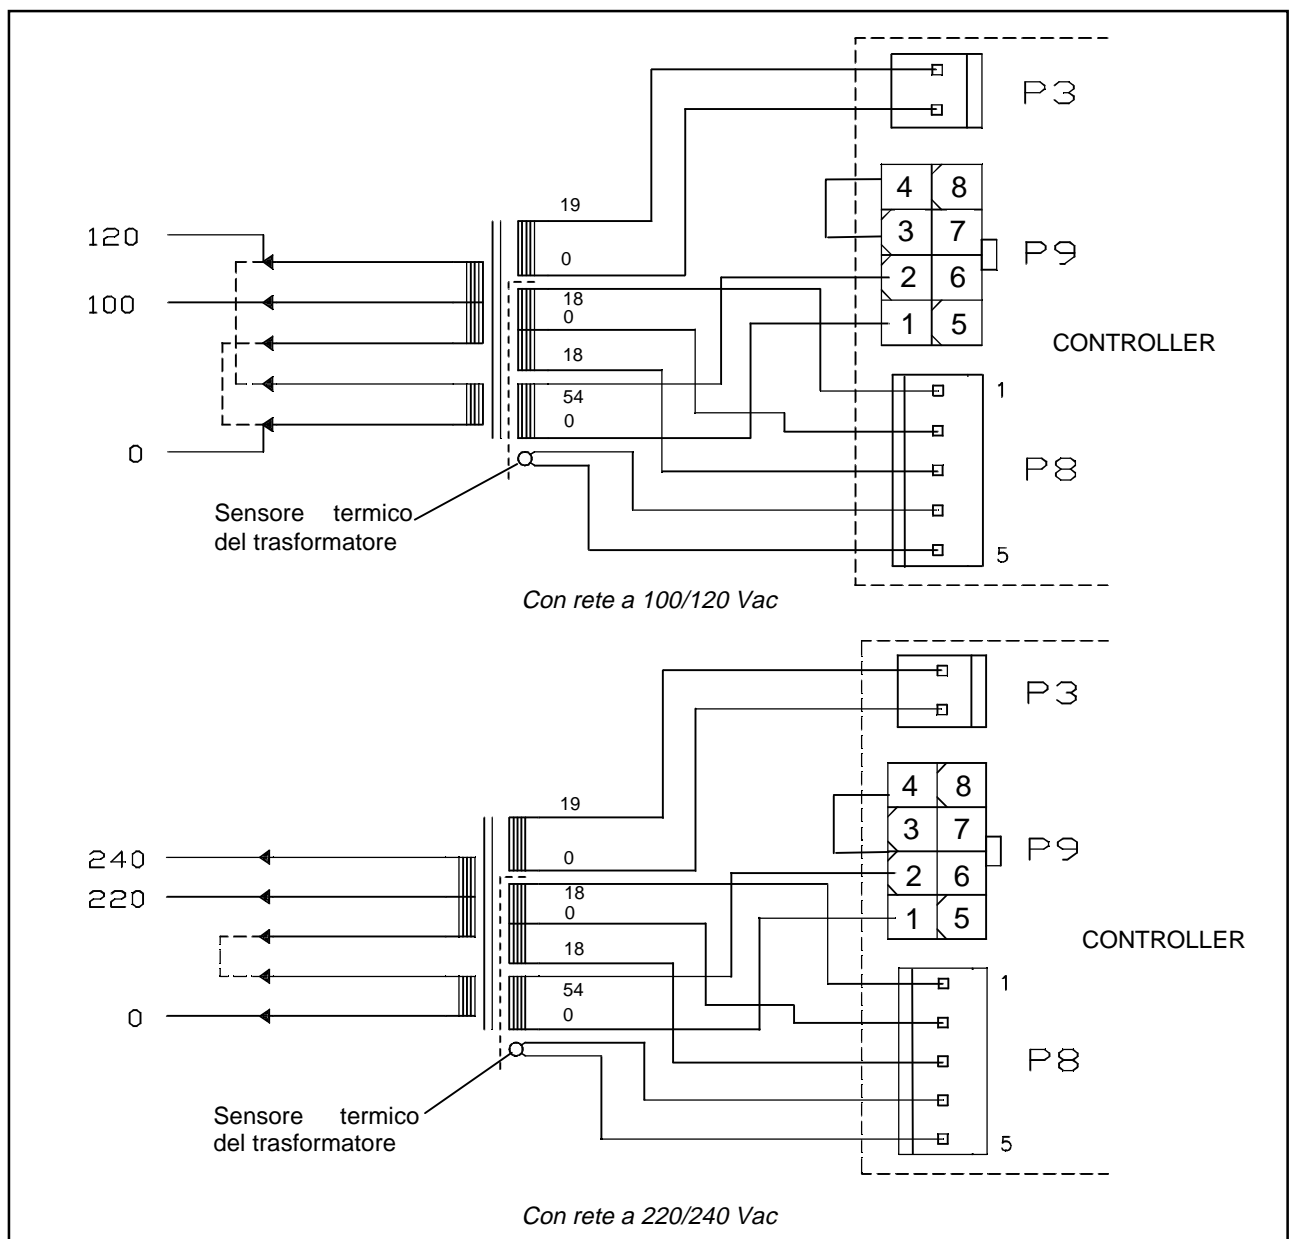 P3
19
4 8
120
3 7
0
P9
2 6
100
18
0
1 5
CONTROLLER
18
1
54
0
0
P8
Sensore termico
del trasformatore
5
Con rete a 100/120 Vac
P3
4 8
19
3 7
240
0
P9
2 6
220
18
0
1 5
CONTROLLER
18
1
54
0
0
P8
Sensore termico
del trasformatore
5
Con rete a 220/240 Vac